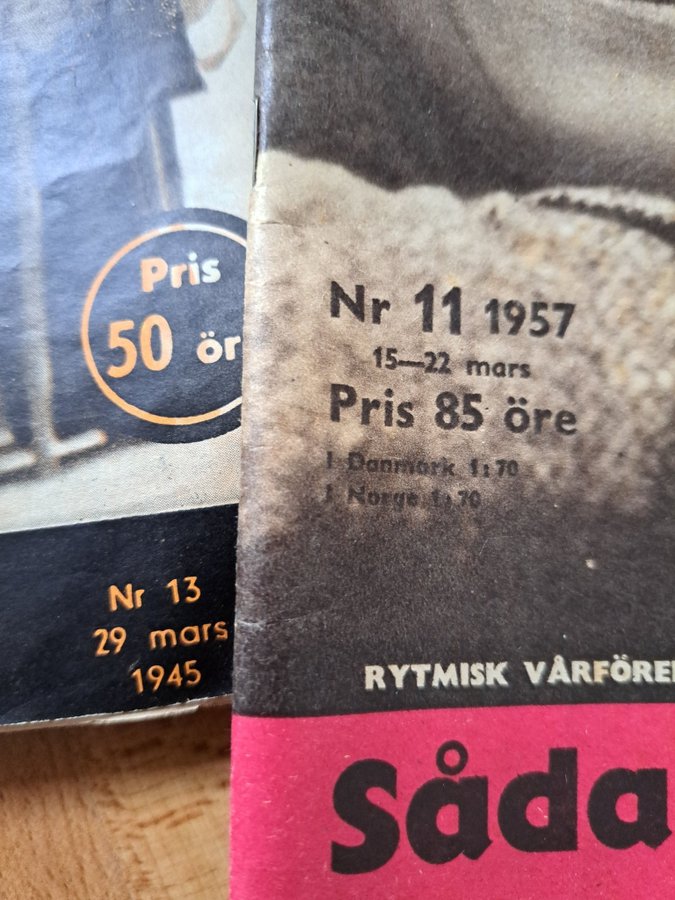 Pris
50 ör
Nr 13
29 mars
1945
Nr 11 1957
15—22 mars
Pris 85 öre
I Danmark 1:70
I Norge 1:70
RYTMISK VÅRFÖRE
Såda